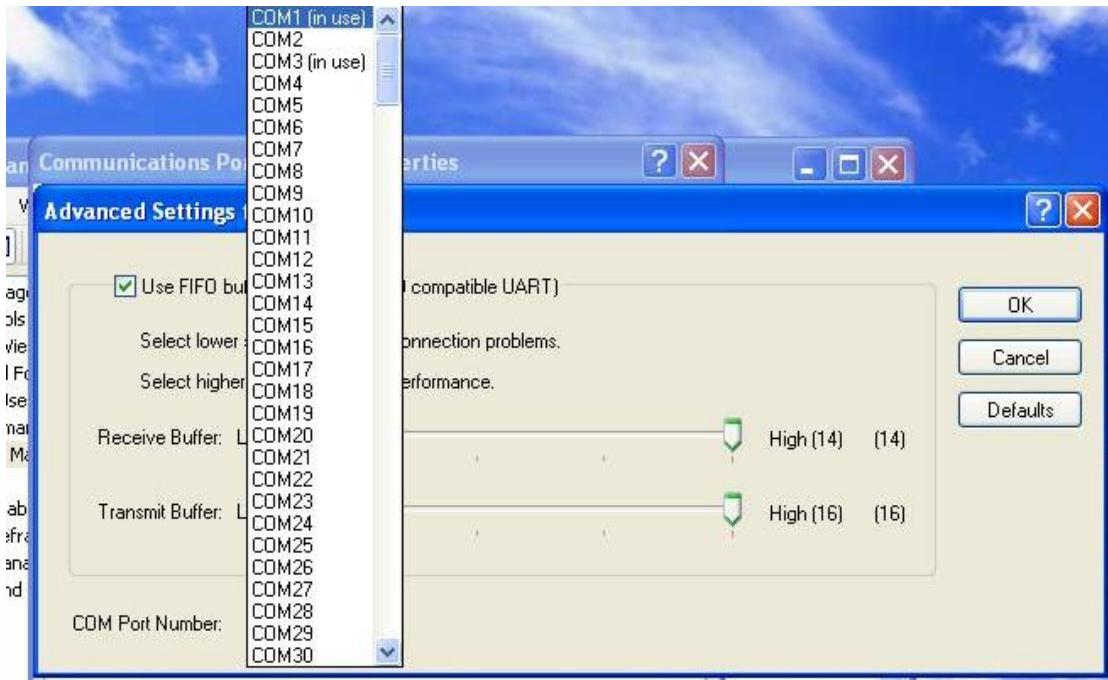 COM1 (in use)
COM2
COM3 (in use)
COM4
COM5
COM6
COM7
COM8
COM9
COM10
COM11
COM12
COM13
COM14
COM15
COM16
COM17
COM18
COM19
COM20
COM21
COM22
COM23
COM24
COM25
COM26
COM27
COM28
COM29
COM30
Communications Po erties
Advanced Settings
Use FIFO compatible UART)
Select lower onnection problems.
Select higher erformance.
Receive Buffer: L High (14) (14)
Transmit Buffer: L High (16) (16)
COM Port Number:
OK
Cancel
Defaults